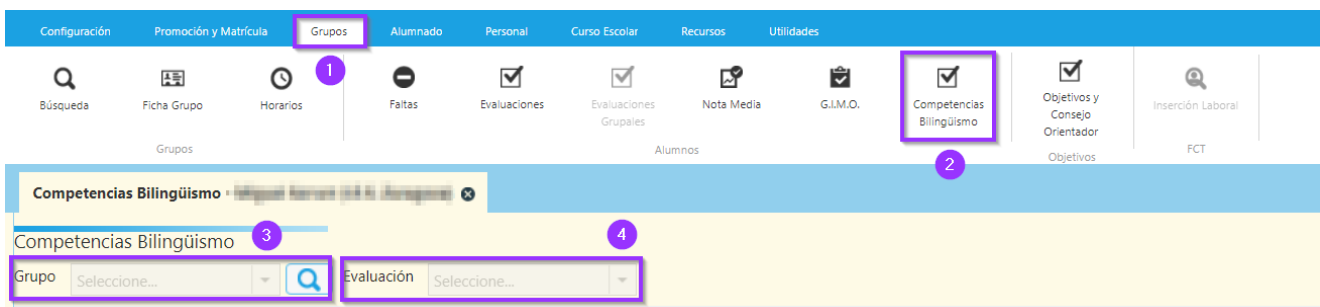 Configuración Promoción y Matrícula Grupos Alumnado Personal Curso Escolar Recursos Utilidades
1
Búsqueda Ficha Grupo Horarios Faltas Evaluaciones Evaluaciones Grupales Nota Media G.I.M.O. Competencias Bilingüismo Objetivos y Consejo Orientador Inserción Laboral
Grupos Alumnos Objetivos FCT
2
Competencias Bilingüismo -
Competencias Bilingüismo 3 4
Grupo Seleccione... Evaluación Seleccione...